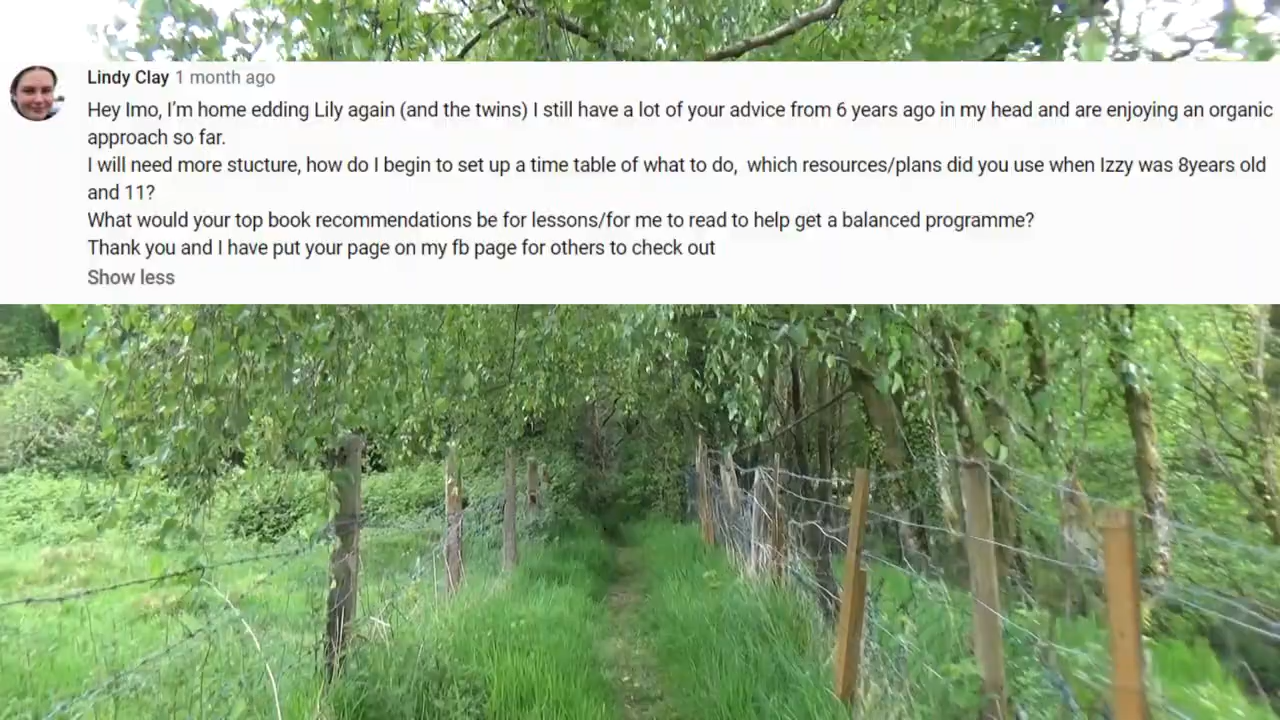 Lindy Clay 1 month ago
Hey Imo, I'm home edding Lily again (and the twins) I still have a lot of your advice from 6 years ago in my head and are enjoying an organic
approach so far.
I will need more stucture, how do I begin to set up a time table of what to do,  which resources/plans did you use when Izzy was 8years old
and 11?
What would your top book recommendations be for lessons/for me to read to help get a balanced programme?
Thank you and I have put your page on my fb page for others to check out
Show less